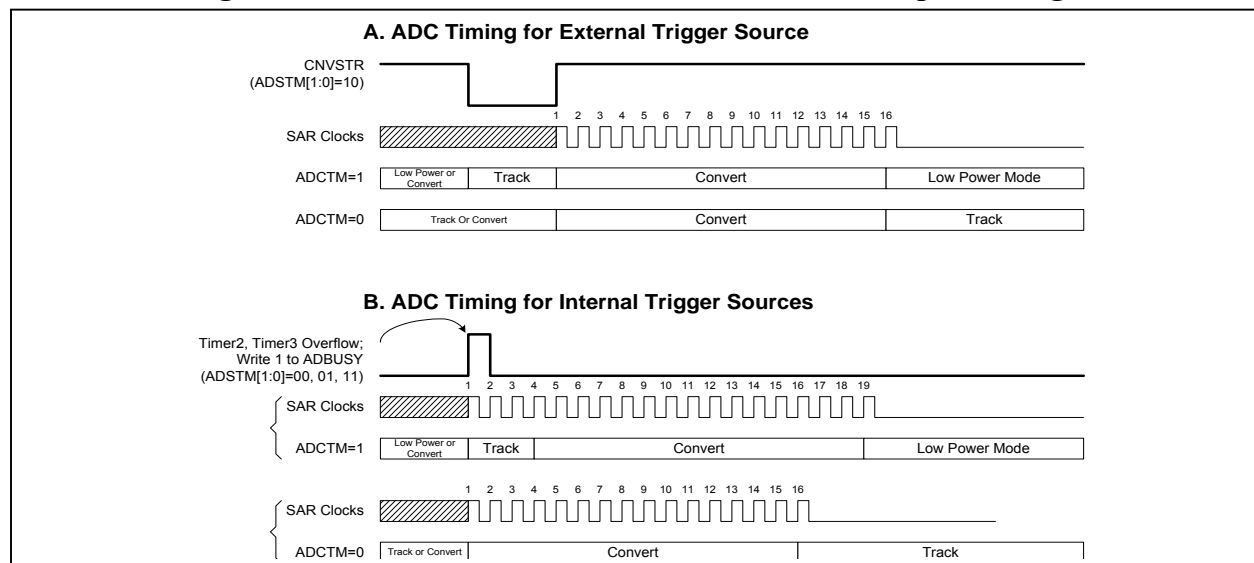 A. ADC Timing for External Trigger Source
CNVSTR
(ADSTM[1:0]=10)
1 2 3 4 5 6 7 8 9 10 11 12 13 14 15 16
SAR Clocks
ADCTM=1 Low Power or Convert Track Convert Low Power Mode
ADCTM=0 Track Or Convert Convert Track
B. ADC Timing for Internal Trigger Sources
Timer2, Timer3 Overflow;
Write 1 to ADBUSY
(ADSTM[1:0]=00, 01, 11)
1 2 3 4 5 6 7 8 9 10 11 12 13 14 15 16 17 18 19
SAR Clocks
ADCTM=1 Low Power or Convert Track Convert Low Power Mode
1 2 3 4 5 6 7 8 9 10 11 12 13 14 15 16
SAR Clocks
ADCTM=0 Track or Convert Convert Track